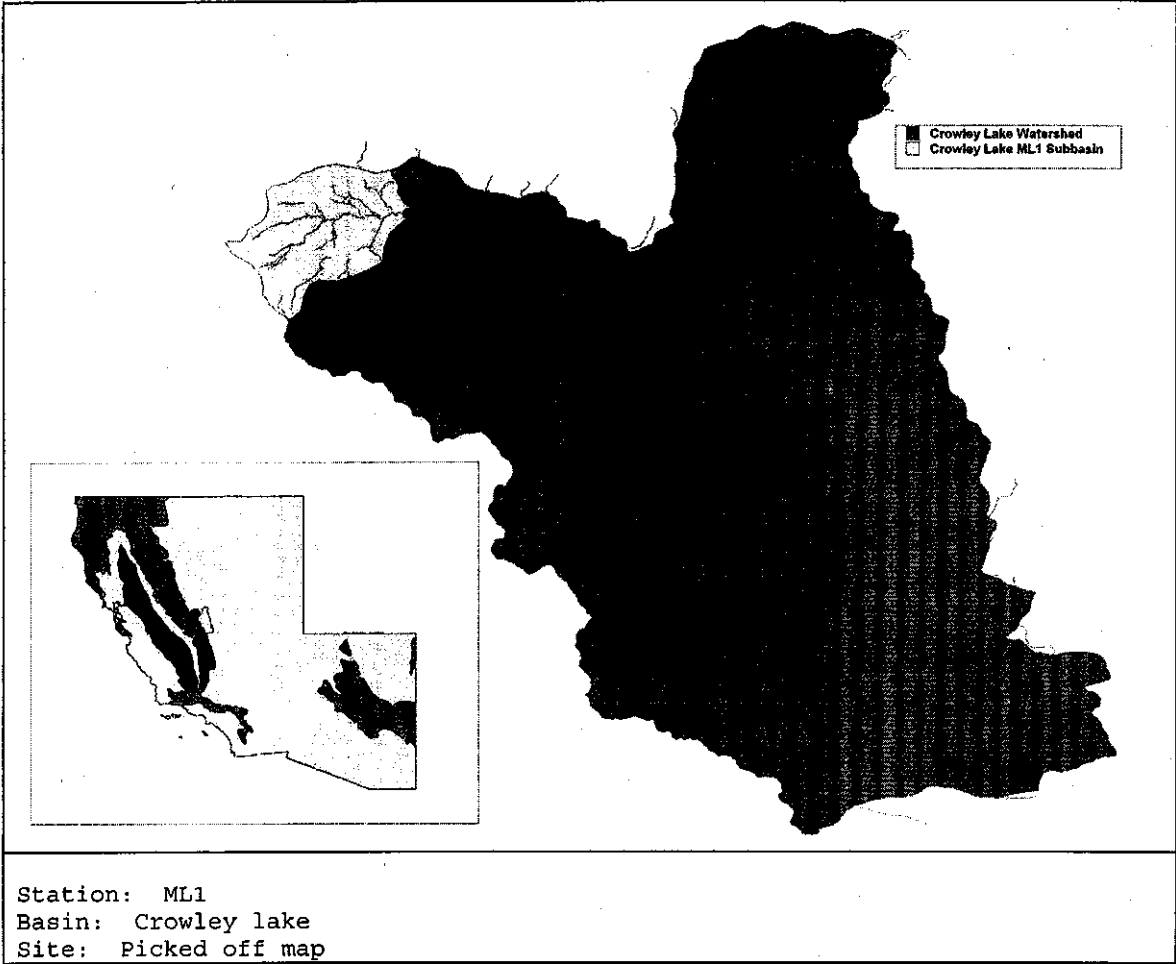 Crowley Lake Watershed
Crowley Lake ML1 Subbasin
Station: ML1
Basin: Crowley lake
Site: Picked off map